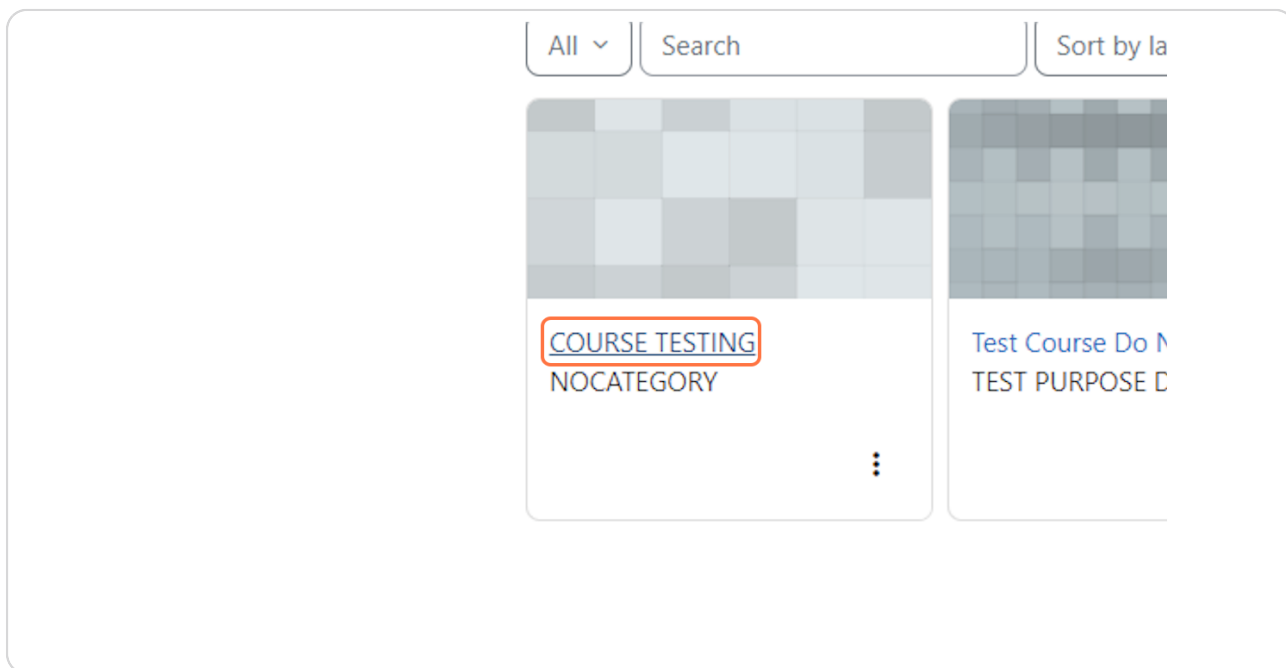 All
Search
Sort by la
COURSE TESTING
NOCATEGORY
Test Course Do
TEST PURPOSE